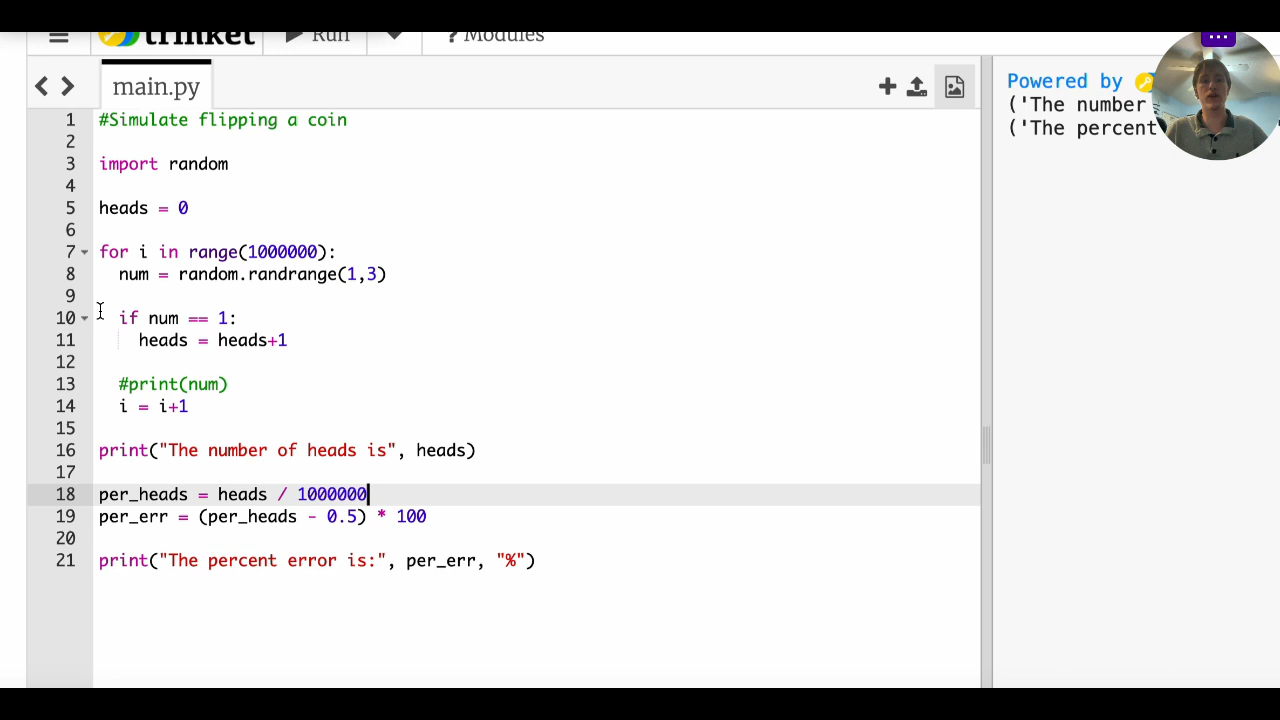 trinket Run ? Modules
main.py
1 #Simulate flipping a coin
2
3 import random
4
5 heads = 0
6
7 for i in range(1000000):
8 num = random.randrange(1,3)
9
10 if num == 1:
11 heads = heads+1
12
13 #print(num)
14 i = i+1
15
16 print("The number of heads is", heads)
17
18 per_heads = heads / 1000000
19 per_err = (per_heads - 0.5) * 100
20
21 print("The percent error is:", per_err, "%")
Powered by
('The number
('The percent